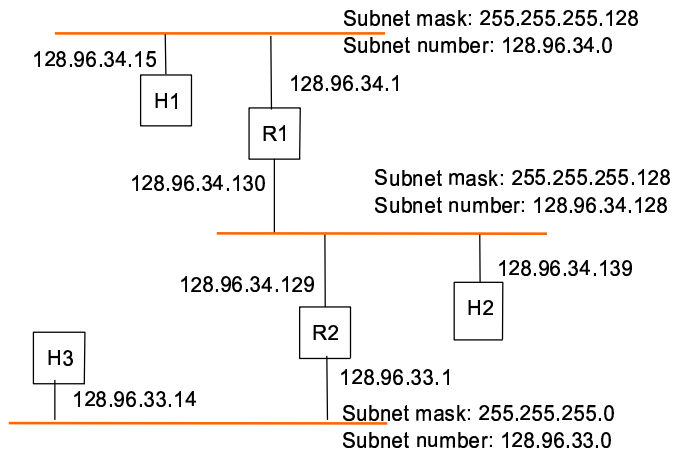 Subnet mask: 255.255.255.128
Subnet number: 128.96.34.0
128.96.34.15
128.96.34.1
H1
R1
128.96.34.130
Subnet mask: 255.255.255.128
Subnet number: 128.96.34.128
128.96.34.139
128.96.34.129
H2
R2
H3
128.96.33.1
128.96.33.14
Subnet mask: 255.255.255.0
Subnet number: 128.96.33.0